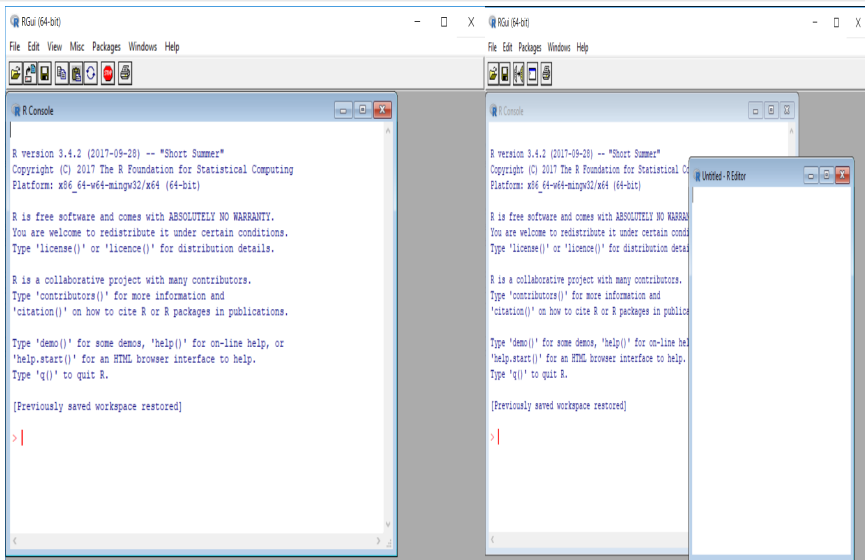 RGui (64-bit)
File Edit View Misc Packages Windows Help
R Console
R version 3.4.2 (2017-09-28) -- "Short Summer"
Copyright (C) 2017 The R Foundation for Statistical Computing
Platform: x86_64-w64-mingw32/x64 (64-bit)
R is free software and comes with ABSOLUTELY NO WARRANTY.
You are welcome to redistribute it under certain conditions.
Type 'license()' or 'licence()' for distribution details.
R is a collaborative project with many contributors.
Type 'contributors()' for more information and
'citation()' on how to cite R or R packages in publications.
Type 'demo()' for some demos, 'help()' for on-line help, or
'help.start()' for an HTML browser interface to help.
Type 'q()' to quit R.
[Previously saved workspace restored]
>
RGui (64-bit)
File Edit Packages Windows Help
R Console
R version 3.4.2 (2017-09-28) -- "Short Summer"
Copyright (C) 2017 The R Foundation for Statistical Co
Platform: x86_64-w64-mingw32/x64 (64-bit)
R is free software and comes with ABSOLUTELY NO WARRAN
You are welcome to redistribute it under certain condi
Type 'license()' or 'licence()' for distribution detai
R is a collaborative project with many contributors.
Type 'contributors()' for more information and
'citation()' on how to cite R or R packages in publica
Type 'demo()' for some demos, 'help()' for on-line hel
'help.start()' for an HTML browser interface to help.
Type 'q()' to quit R.
[Previously saved workspace restored]
>
Untitled - R Editor